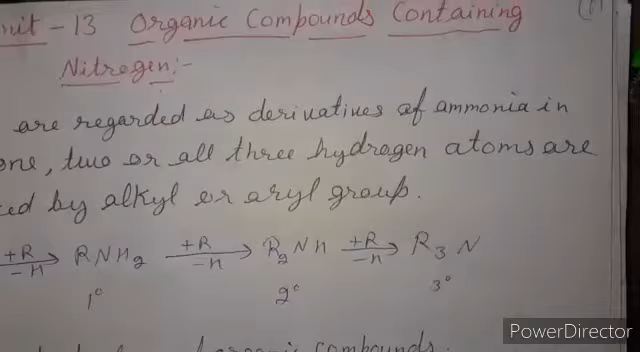 unit - 13 Organic Compounds Containing
Nitrogen:-
are regarded as derivatives of ammonia in
one, two or all three hydrogen atoms are
ced by alkyl or aryl group.
+R/-H → RNH2 +R/-H → R2NH +R/-H → R3N
1° 2° 3°
compounds.
PowerDirector